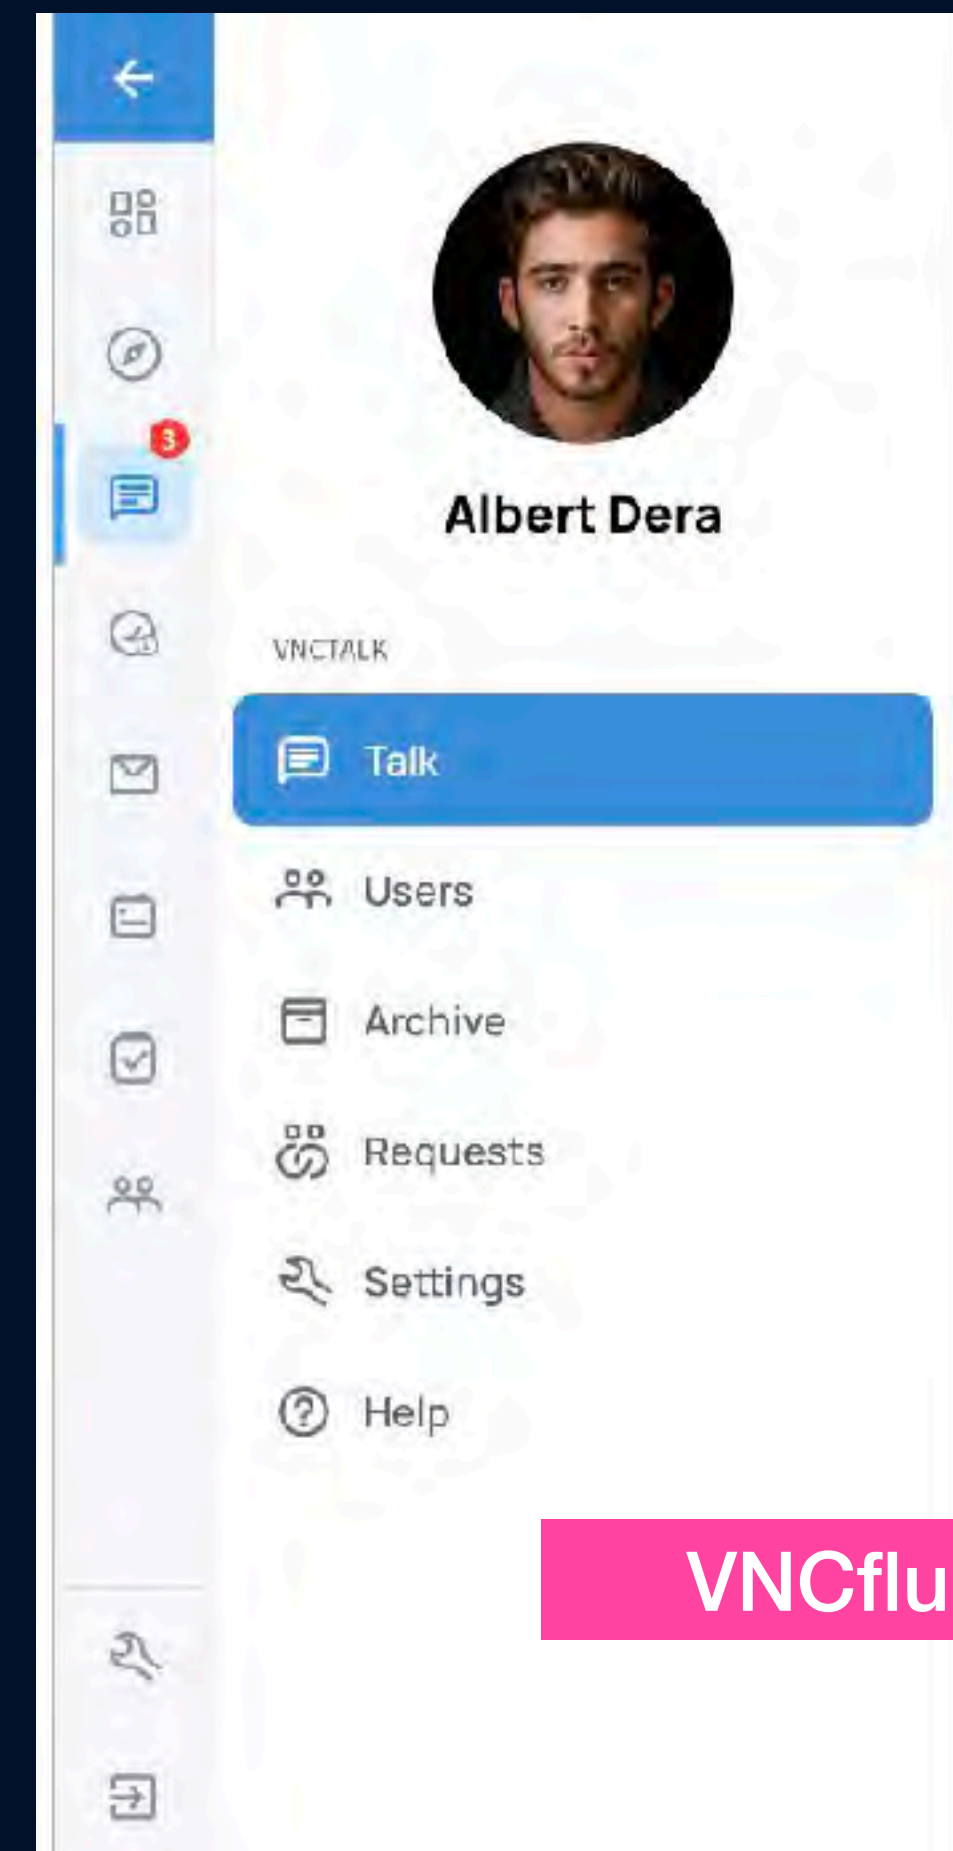 3
Albert Dera
VNCTALK
Talk
Users
Archive
Requests
Settings
Help
VNCflu